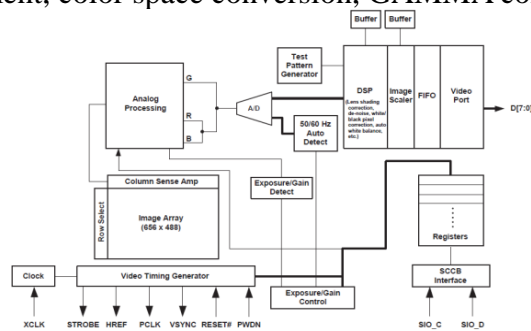 ent, color space conversion, GAMMA co
Buffer
Buffer
Test
Pattern
Generator
Analog
Processing
G
R
B
A/D
DSP
(Lens shading
correction,
de-noise, white/
black pixel
correction, auto
white balance,
etc.)
Image
Scaler
FIFO
Video
Port
D[7:0]
50/60 Hz
Auto
Detect
Exposure/Gain
Detect
Column Sense Amp
Row Select
Image Array
(656 x 488)
Registers
Clock
Video Timing Generator
Exposure/Gain
Control
SCCB
Interface
XCLK
STROBE
HREF
PCLK
VSYNC
RESET#
PWDN
SIO_C
SIO_D